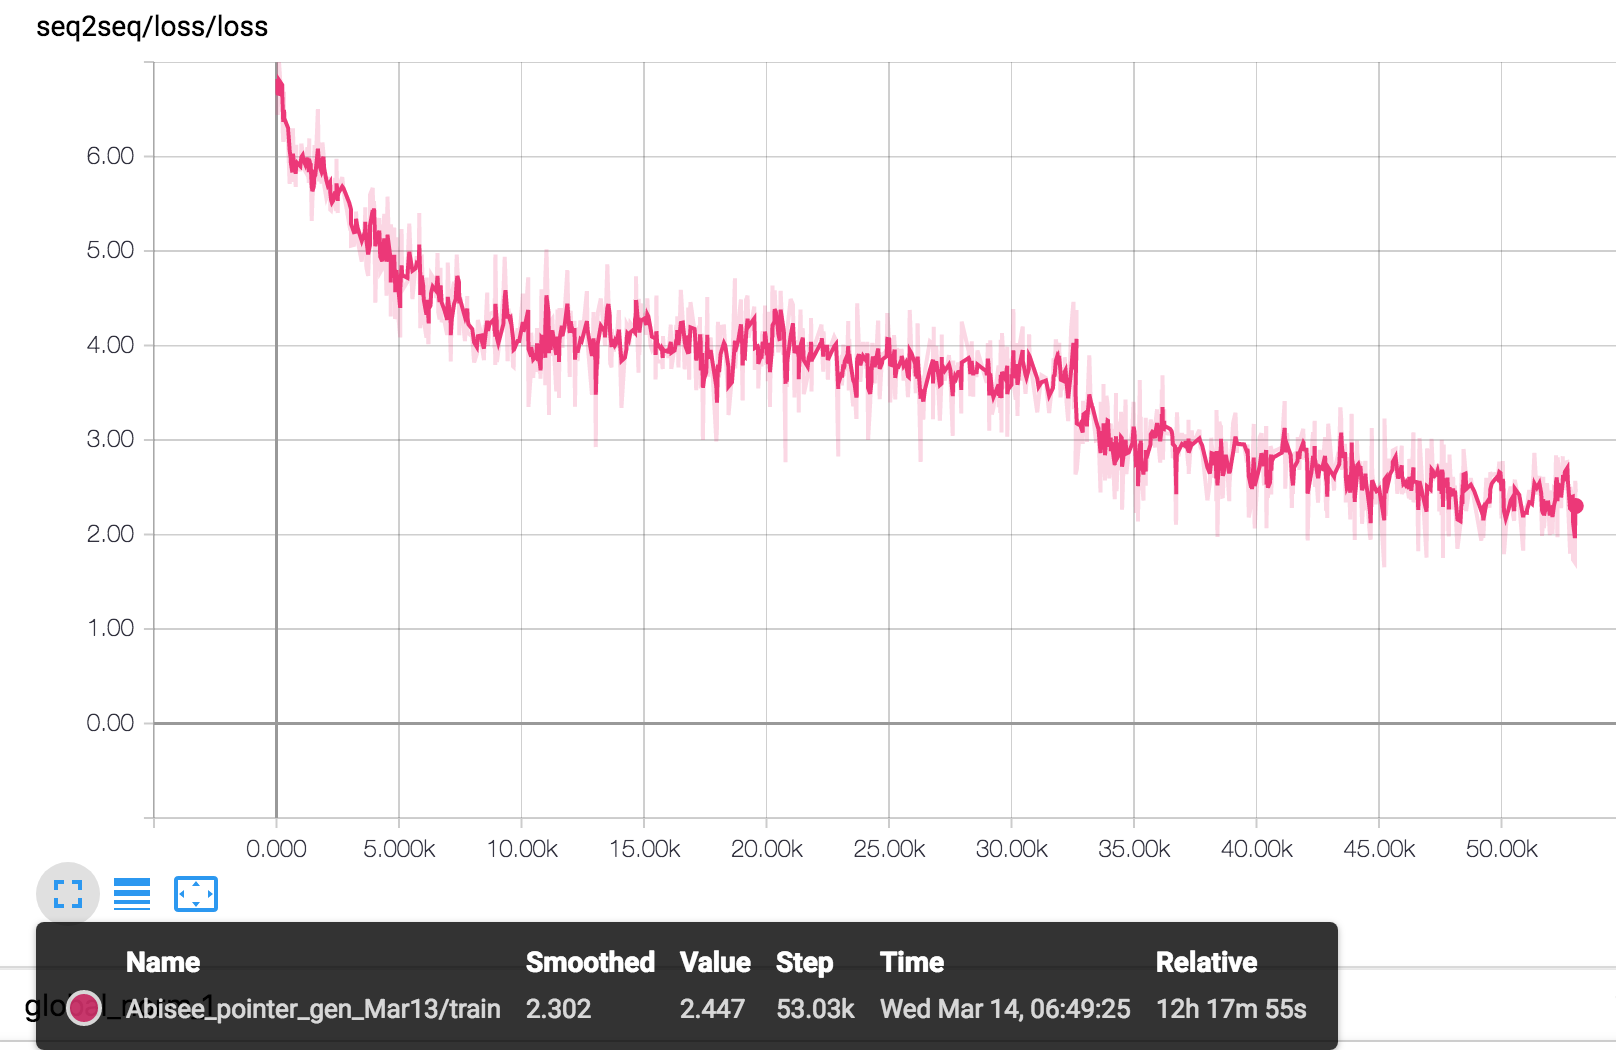 seq2seq/loss/loss
6.00
5.00
4.00
3.00
2.00
1.00
0.00
0.000 5.000k 10.00k 15.00k 20.00k 25.00k 30.00k 35.00k 40.00k 45.00k 50.00k
Name Smoothed Value Step Time Relative
global_norm_1
Abisee_pointer_gen_Mar13/train 2.302 2.447 53.03k Wed Mar 14, 06:49:25 12h 17m 55s